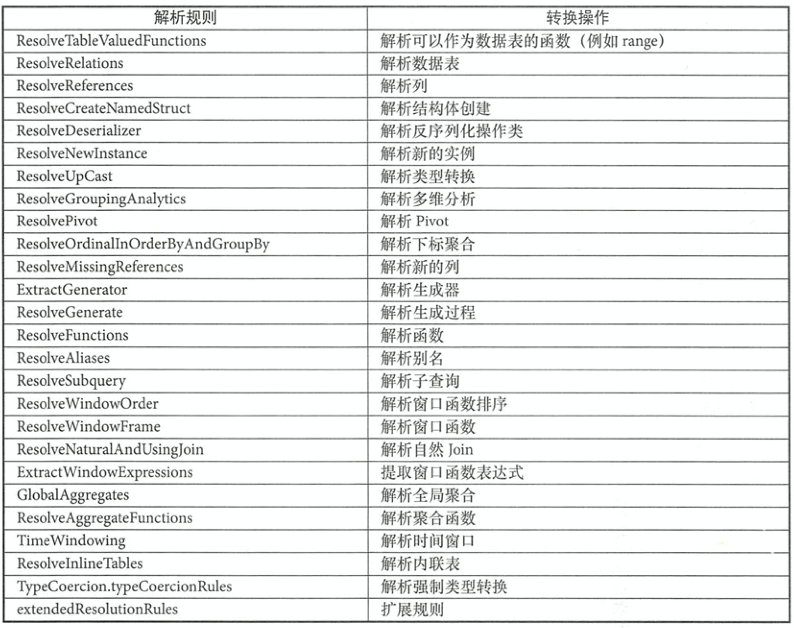 解析规则 转换操作
ResolveTableValuedFunctions 解析可以作为数据表的函数（例如 range）
ResolveRelations 解析数据表
ResolveReferences 解析列
ResolveCreateNamedStruct 解析结构体创建
ResolveDeserializer 解析反序列化操作类
ResolveNewInstance 解析新的实例
ResolveUpCast 解析类型转换
ResolveGroupingAnalytics 解析多维分析
ResolvePivot 解析 Pivot
ResolveOrdinalInOrderByAndGroupBy 解析下标聚合
ResolveMissingReferences 解析新的列
ExtractGenerator 解析生成器
ResolveGenerate 解析生成过程
ResolveFunctions 解析函数
ResolveAliases 解析别名
ResolveSubquery 解析子查询
ResolveWindowOrder 解析窗口函数排序
ResolveWindowFrame 解析窗口函数
ResolveNaturalAndUsingJoin 解析自然 Join
ExtractWindowExpressions 提取窗口函数表达式
GlobalAggregates 解析全局聚合
ResolveAggregateFunctions 解析聚合函数
TimeWindowing 解析时间窗口
ResolveInlineTables 解析内联表
TypeCoercion.typeCoercionRules 解析强制类型转换
extendedResolutionRules 扩展规则